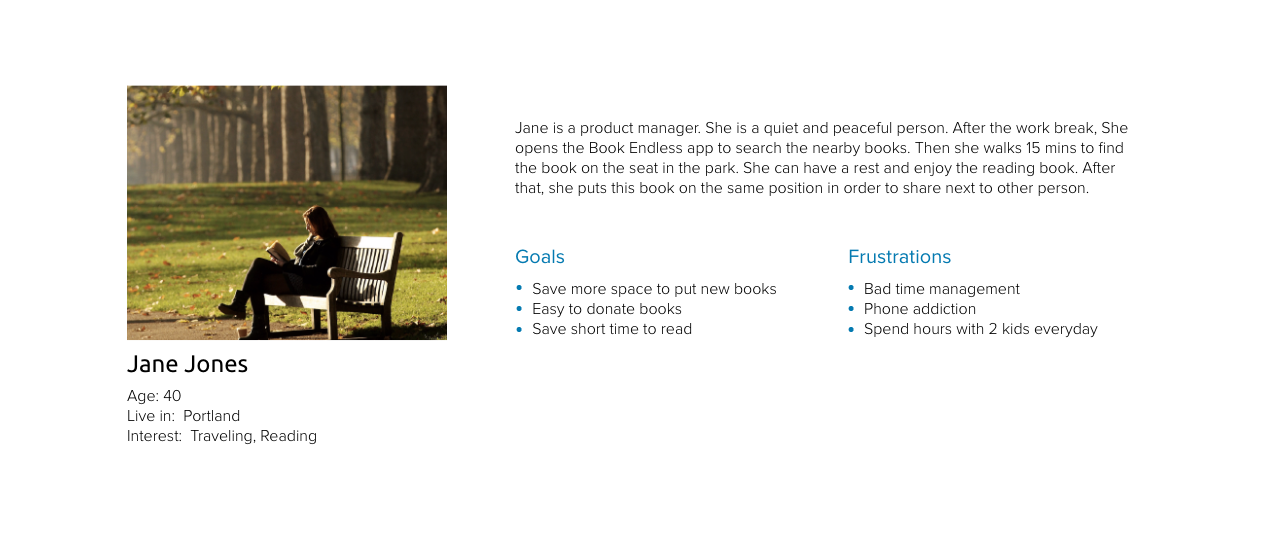 Jane is a product manager. She is a quiet and peaceful person. After the work break, She
opens the Book Endless app to search the nearby books. Then she walks 15 mins to find
the book on the seat in the park. She can have a rest and enjoy the reading book. After
that, she puts this book on the same position in order to share next to other person.
Goals
Save more space to put new books
Easy to donate books
Save short time to read
Frustrations
Bad time management
Phone addiction
Spend hours with 2 kids everyday
Jane Jones
Age: 40
Live in: Portland
Interest: Traveling, Reading